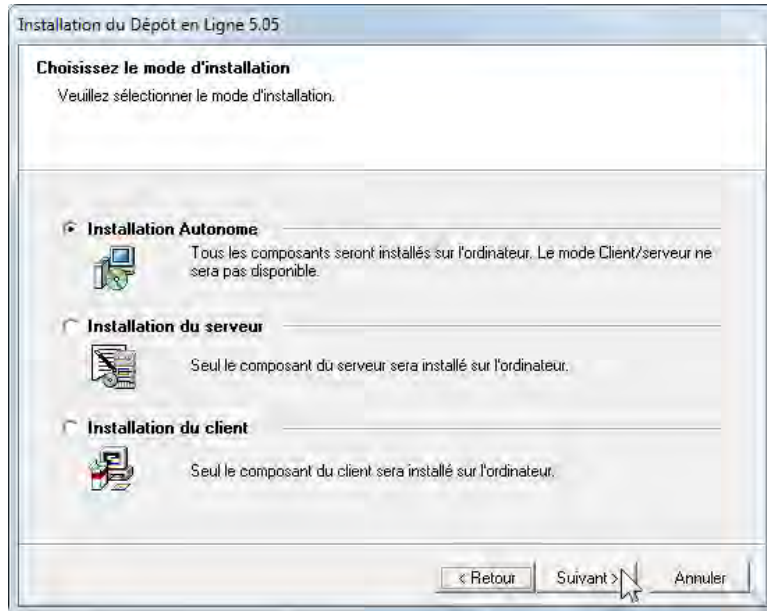 Installation du Dépôt en Ligne 5.05
Choisissez le mode d'installation
Veuillez sélectionner le mode d'installation.
Installation Autonome
Tous les composants seront installés sur l'ordinateur. Le mode Client/serveur ne
sera pas disponible.
Installation du serveur
Seul le composant du serveur sera installé sur l'ordinateur.
Installation du client
Seul le composant du client sera installé sur l'ordinateur.
< Retour Suivant > Annuler